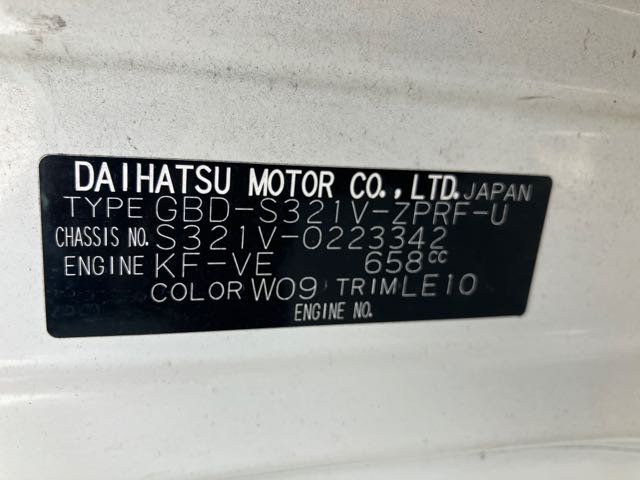 DAIHATSU MOTOR CO.,LTD. JAPAN
TYPE GBD-S321V-ZPRF-U
CHASSIS NO. S321V-0223342
ENGINE KF-VE 658cc
COLOR W09 TRIM LE10
ENGINE NO.